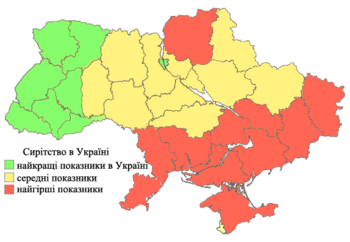 Сирітство в Україні
найкращі показники в Україні
середні показники
найгірші показники